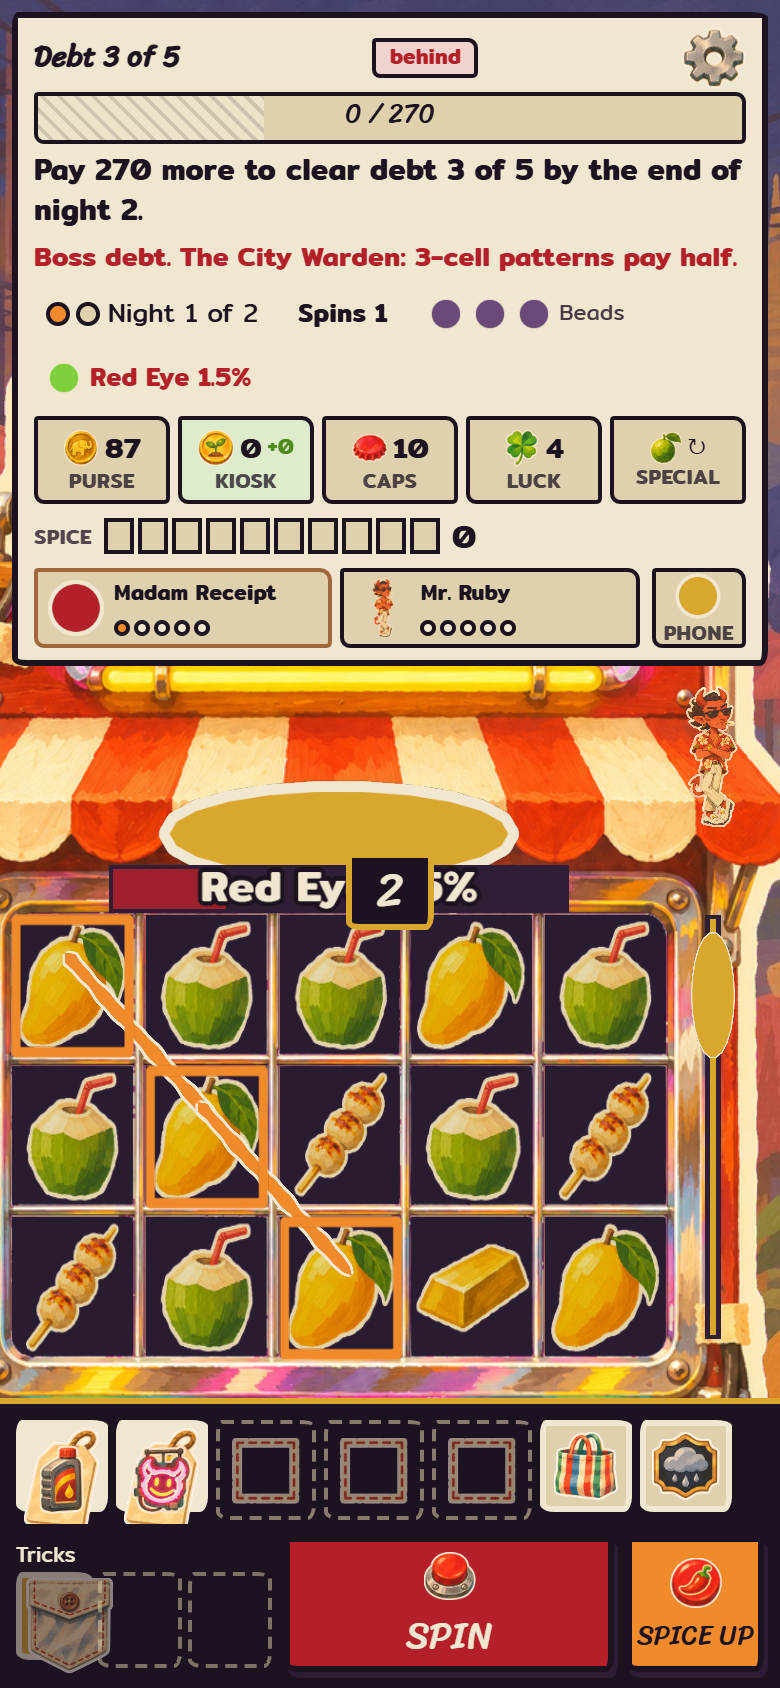 Debt 3 of 5
behind
0 / 270
Pay 270 more to clear debt 3 of 5 by the end of
night 2.
Boss debt. The City Warden: 3-cell patterns pay half.
Night 1 of 2
Spins 1
Beads
Red Eye 1.5%
87
PURSE
0 +0
KIOSK
10
CAPS
4
LUCK
SPECIAL
SPICE
0
Madam Receipt
Mr. Ruby
PHONE
Red Ey
2
5%
Tricks
SPIN
SPICE UP